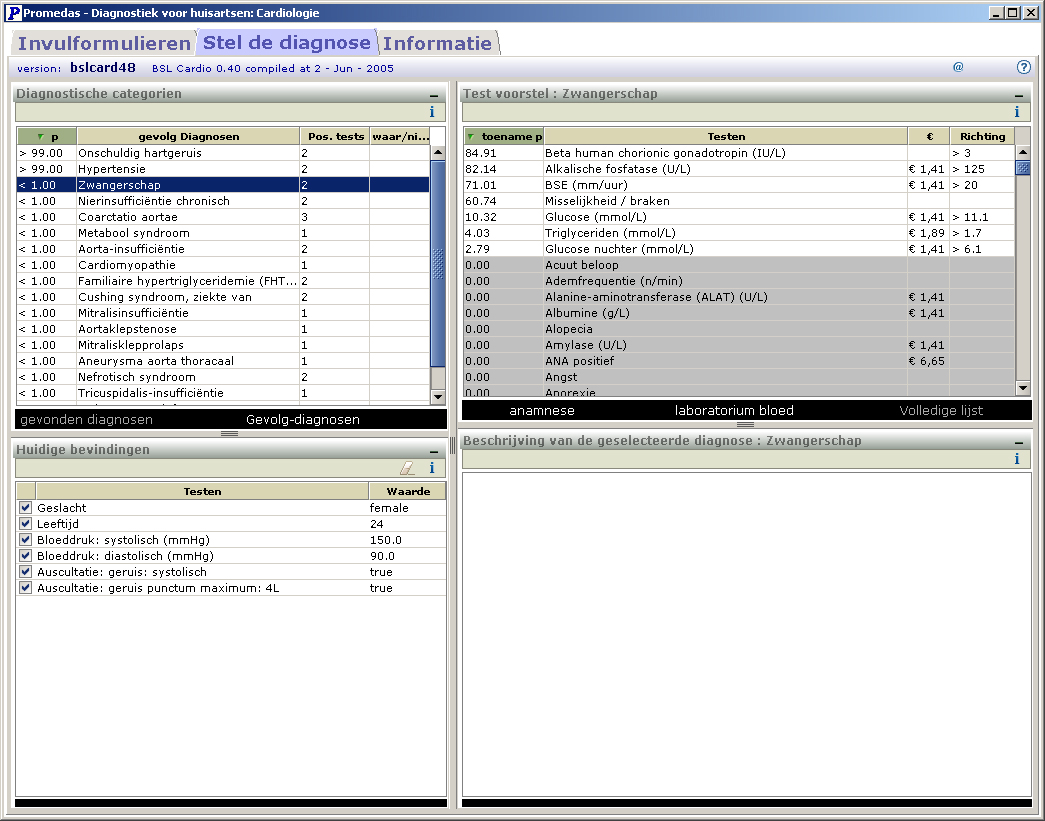 Promedas - Diagnostiek voor huisartsen: Cardiologie
Invulformulieren Stel de diagnose Informatie
version: bslcard48 BSL Cardio 0.40 compiled at 2 - Jun - 2005 @ ?
Diagnostische categorien
i
p gevolg Diagnosen Pos. tests waar/ni...
> 99.00 Onschuldig hartgeruis 2
> 99.00 Hypertensie 2
< 1.00 Zwangerschap 2
< 1.00 Nierinsufficiëntie chronisch 2
< 1.00 Coarctatio aortae 3
< 1.00 Metabool syndroom 1
< 1.00 Aorta-insufficiëntie 2
< 1.00 Cardiomyopathie 1
< 1.00 Familiaire hypertriglyceridemie (FHT... 2
< 1.00 Cushing syndroom, ziekte van 2
< 1.00 Mitralisinsufficiëntie 1
< 1.00 Aortaklepstenose 1
< 1.00 Mitralisklepprolaps 1
< 1.00 Aneurysma aorta thoracaal 1
< 1.00 Nefrotisch syndroom 2
< 1.00 Tricuspidalis-insufficiëntie 1
gevonden diagnosen Gevolg-diagnosen
Test voorstel : Zwangerschap
i
toename p Testen € Richting
84.91 Beta human chorionic gonadotropin (IU/L) > 3
82.14 Alkalische fosfatase (U/L) € 1,41 > 125
71.01 BSE (mm/uur) € 1,41 > 20
60.74 Misselijkheid / braken
10.32 Glucose (mmol/L) € 1,41 > 11.1
4.03 Triglyceriden (mmol/L) € 1,89 > 1.7
2.79 Glucose nuchter (mmol/L) € 1,41 > 6.1
0.00 Acuut beloop
0.00 Ademfrequentie (n/min)
0.00 Alanine-aminotransferase (ALAT) (U/L) € 1,41
0.00 Albumine (g/L) € 1,41
0.00 Alopecia
0.00 Amylase (U/L) € 1,41
0.00 ANA positief € 6,65
0.00 Angst
0.00 Anorexie
anamnese laboratorium bloed Volledige lijst
Huidige bevindingen
i
Testen Waarde
Geslacht female
Leeftijd 24
Bloeddruk: systolisch (mmHg) 150.0
Bloeddruk: diastolisch (mmHg) 90.0
Auscultatie: geruis: systolisch true
Auscultatie: geruis punctum maximum: 4L true
Beschrijving van de geselecteerde diagnose : Zwangerschap
i